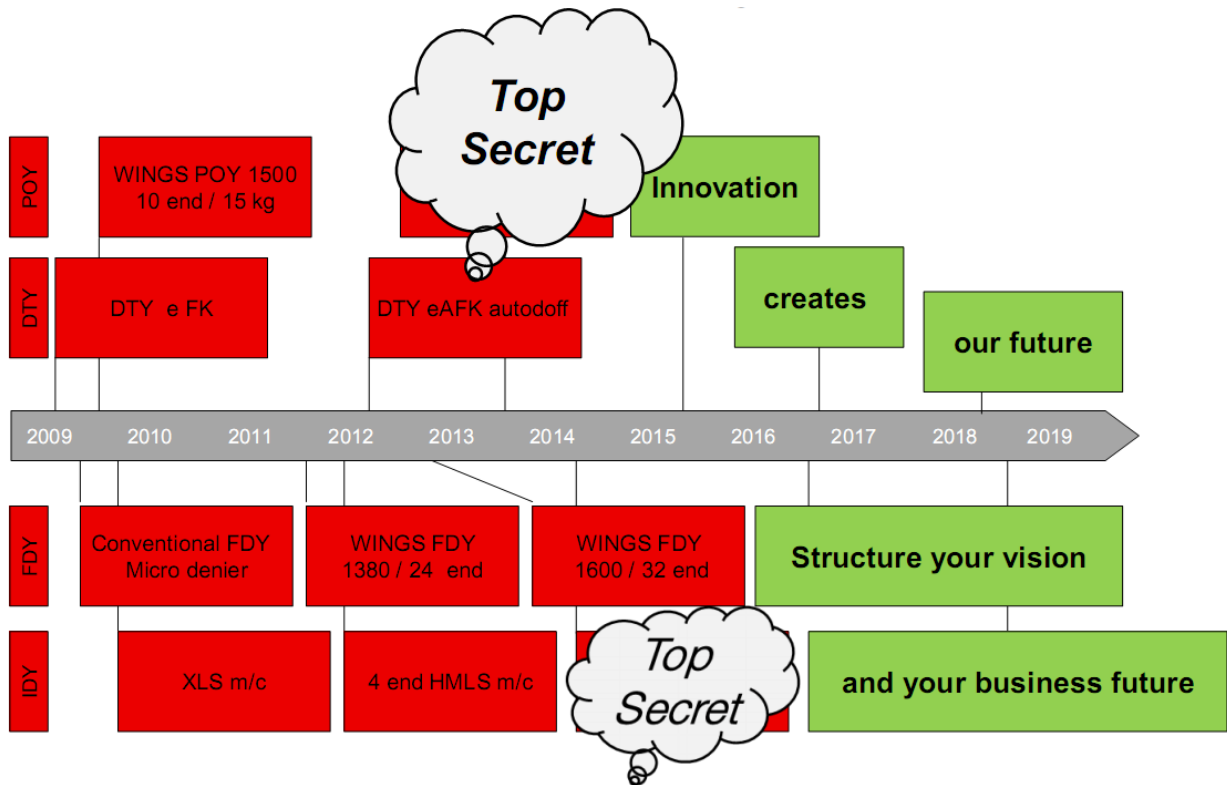 Top
Secret
POY
WINGS POY 1500
10 end / 15 kg
Innovation
DTY
DTY e FK
DTY eAFK autodoff
creates
our future
2009 2010 2011 2012 2013 2014 2015 2016 2017 2018 2019
FDY
Conventional FDY
Micro denier
WINGS FDY
1380 / 24 end
WINGS FDY
1600 / 32 end
Structure your vision
IDY
XLS m/c
4 end HMLS m/c
Top
Secret
and your business future